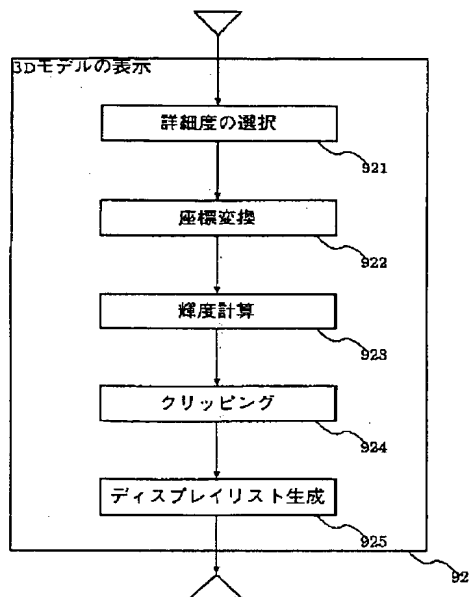 3Dモデルの表示
詳細度の選択
921
座標変換
922
輝度計算
923
クリッピング
924
ディスプレイリスト生成
925
92